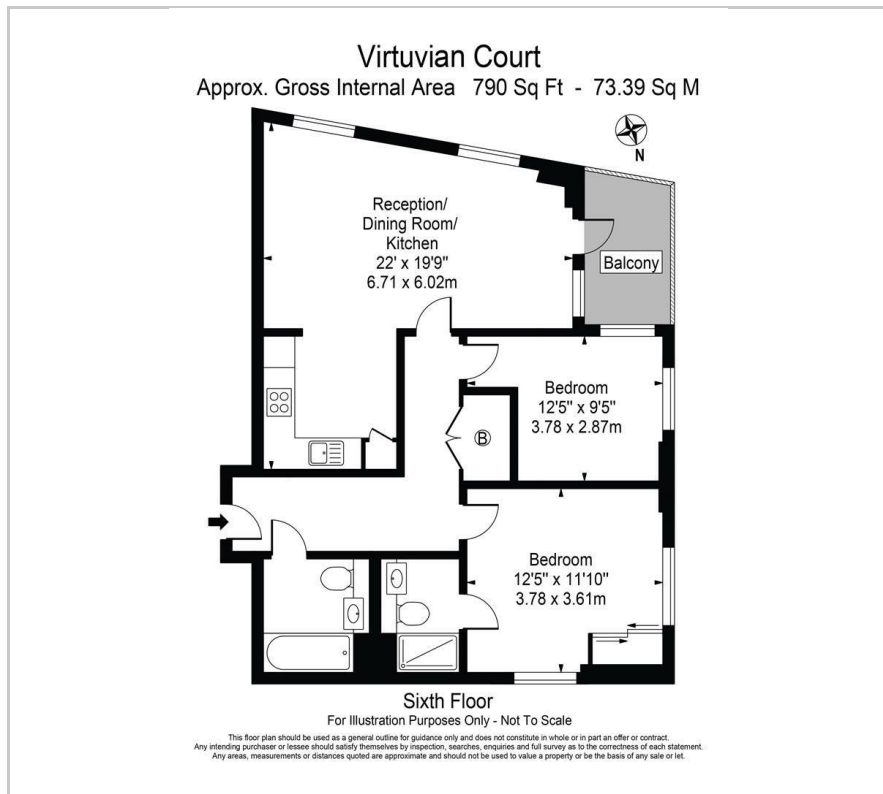 Virtuvian Court
Approx. Gross Internal Area 790 Sq Ft - 73.39 Sq M
N
Reception/
Dining Room/
Kitchen
22' x 19'9"
6.71 x 6.02m
Balcony
Bedroom
12'5" x 9'5"
3.78 x 2.87m
B
Bedroom
12'5" x 11'10"
3.78 x 3.61m
Sixth Floor
For Illustration Purposes Only - Not To Scale
This floor plan should be used as a general outline for guidance only and does not constitute in whole or in part an offer or contract.
Any intending purchaser or lessee should satisfy themselves by inspection, searches, enquiries and full survey as to the correctness of each statement.
Any areas, measurements or distances quoted are approximate and should not be used to value a property or be the basis of any sale or let.